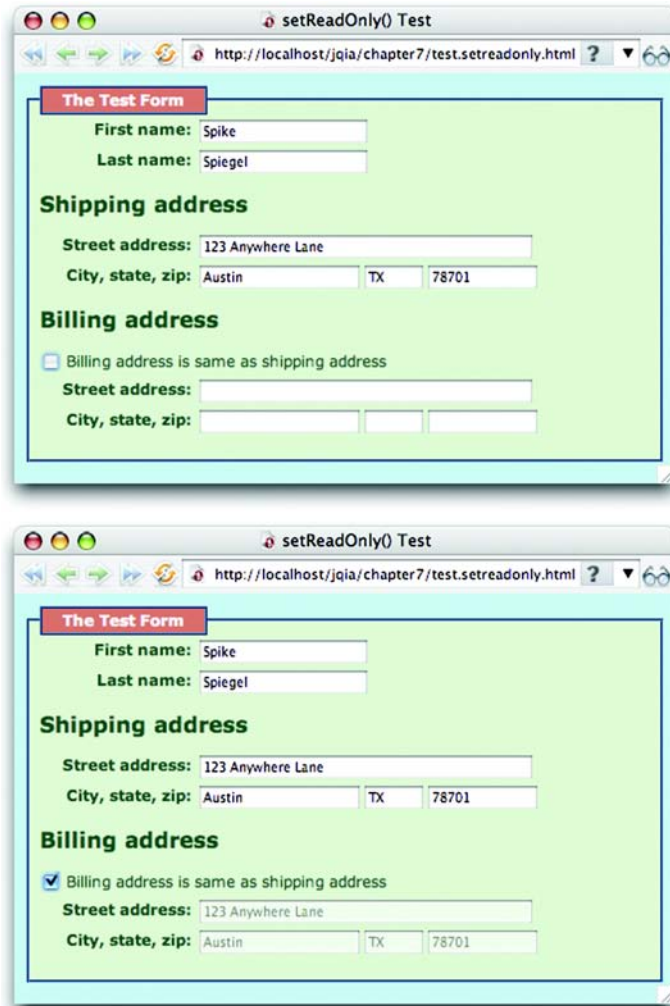 setReadOnly() Test
http://localhost/jqia/chapter7/test.setreadonly.html ?
The Test Form
First name: Spike
Last name: Spiegel
Shipping address
Street address: 123 Anywhere Lane
City, state, zip: Austin TX 78701
Billing address
Billing address is same as shipping address
Street address:
City, state, zip:
setReadOnly() Test
http://localhost/jqia/chapter7/test.setreadonly.html ?
The Test Form
First name: Spike
Last name: Spiegel
Shipping address
Street address: 123 Anywhere Lane
City, state, zip: Austin TX 78701
Billing address
Billing address is same as shipping address
Street address: 123 Anywhere Lane
City, state, zip: Austin TX 78701